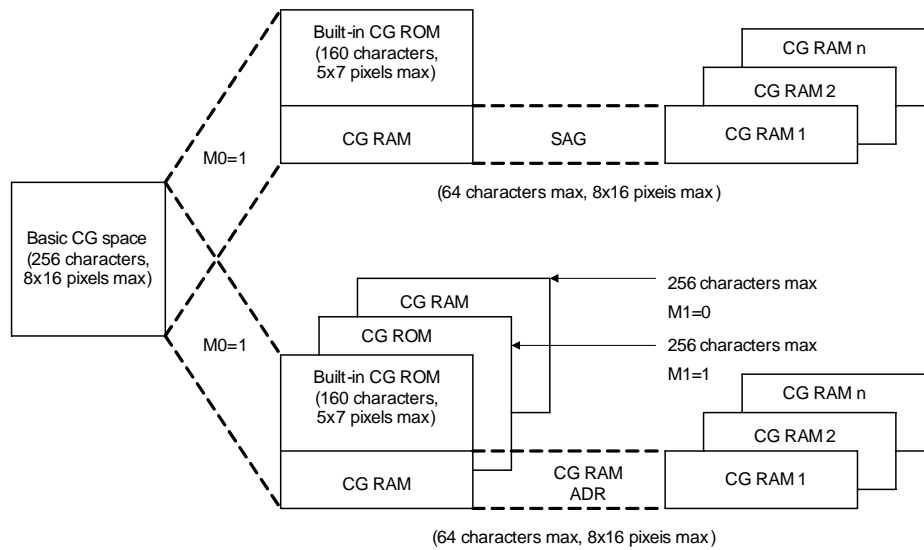 Built-in CG ROM
(160 characters,
5x7 pixels max)
CG RAM
M0=1
SAG
CG RAM n
CG RAM 2
CG RAM 1
(64 characters max, 8x16 pixeis max)
Basic CG space
(256 characters,
8x16 pixels max)
M0=1
CG RAM
CG ROM
Built-in CG ROM
(160 characters,
5x7 pixels max)
CG RAM
256 characters max
M1=0
256 characters max
M1=1
CG RAM
ADR
CG RAM n
CG RAM 2
CG RAM 1
(64 characters max, 8x16 pixels max)